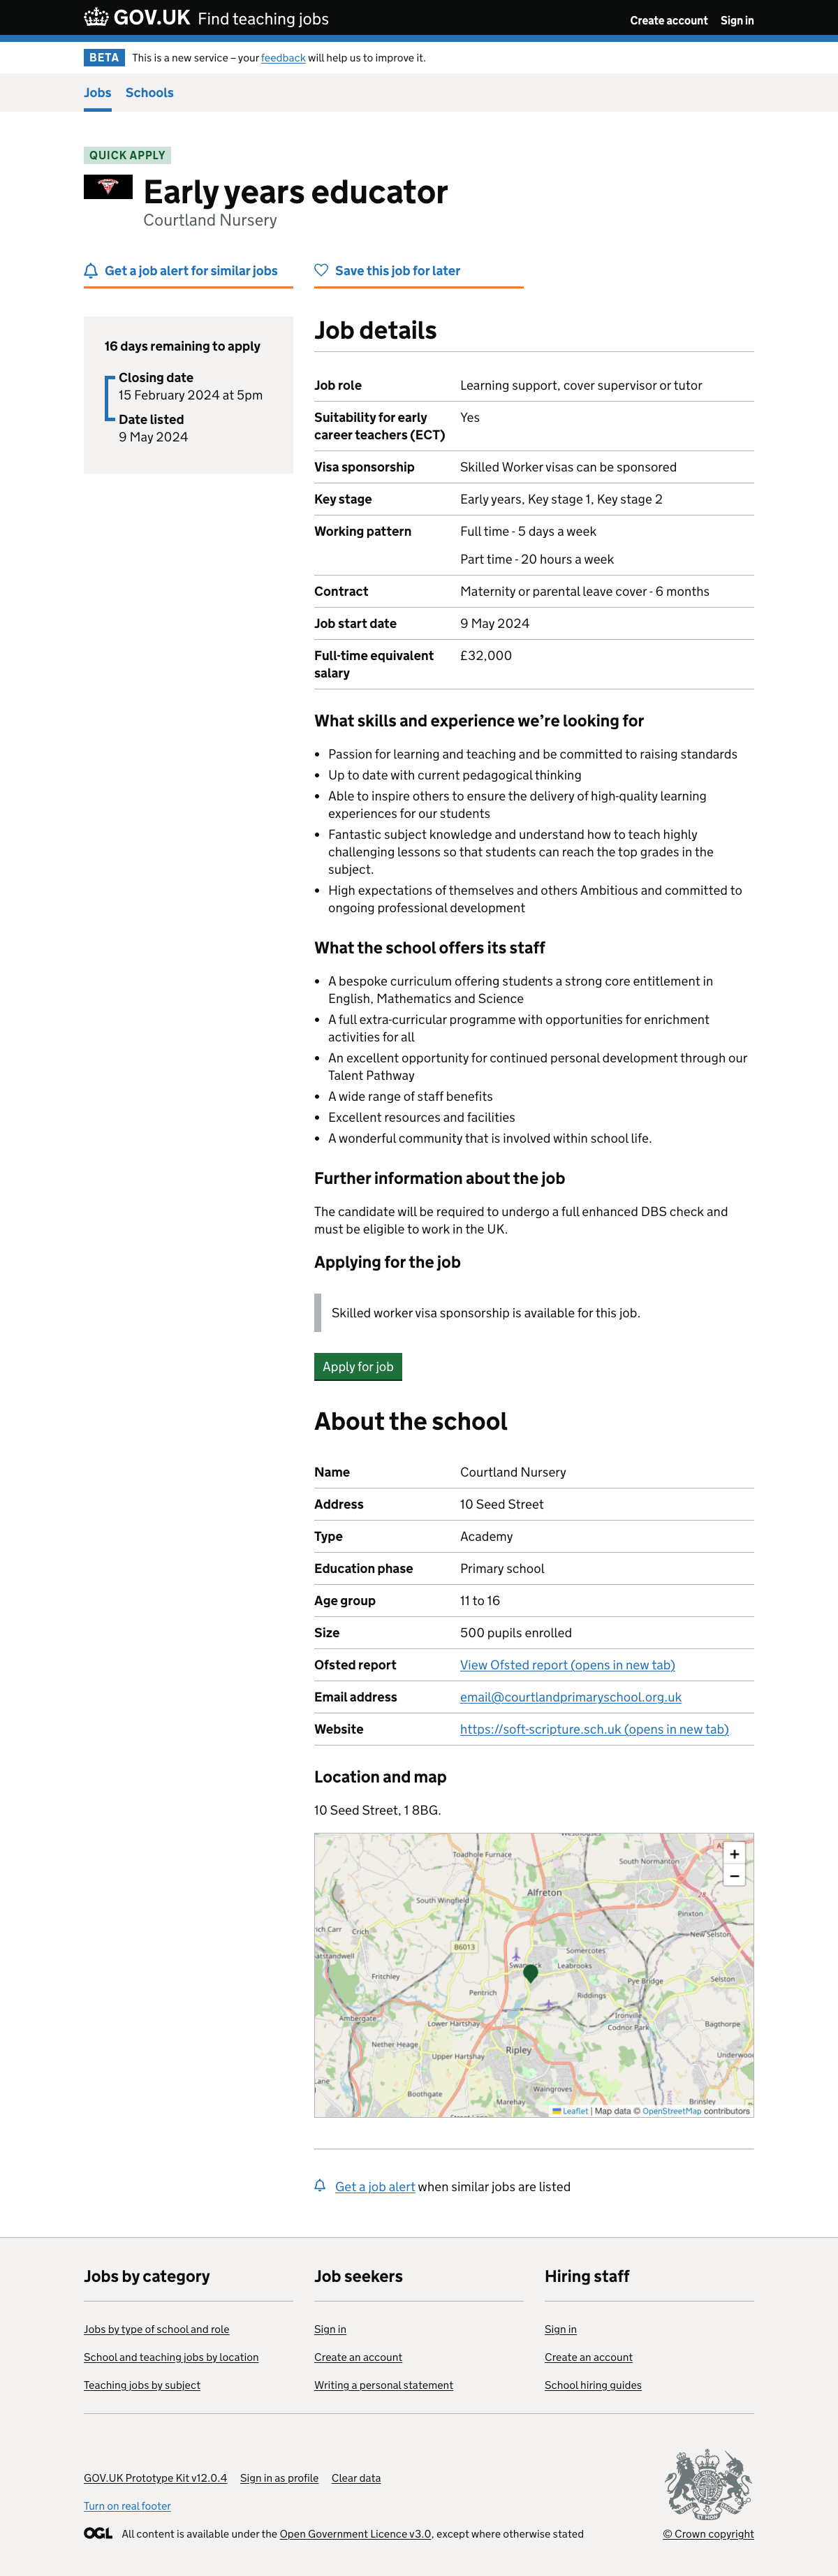 GOV.UK Find teaching jobs
Create account Sign in
BETA This is a new service – your feedback will help us to improve it.
Jobs Schools
QUICK APPLY
Early years educator
Courtland Nursery
Get a job alert for similar jobs
Save this job for later
16 days remaining to apply
Closing date
15 February 2024 at 5pm
Date listed
9 May 2024
Job details
Job role Learning support, cover supervisor or tutor
Suitability for early Yes
career teachers (ECT)
Visa sponsorship Skilled Worker visas can be sponsored
Key stage Early years, Key stage 1, Key stage 2
Working pattern Full time - 5 days a week
Part time - 20 hours a week
Contract Maternity or parental leave cover - 6 months
Job start date 9 May 2024
Full-time equivalent £32,000
salary
What skills and experience we’re looking for
• Passion for learning and teaching and be committed to raising standards
• Up to date with current pedagogical thinking
• Able to inspire others to ensure the delivery of high-quality learning
experiences for our students
• Fantastic subject knowledge and understand how to teach highly
challenging lessons so that students can reach the top grades in the
subject.
• High expectations of themselves and others Ambitious and committed to
ongoing professional development
What the school offers its staff
• A bespoke curriculum offering students a strong core entitlement in
English, Mathematics and Science
• A full extra-curricular programme with opportunities for enrichment
activities for all
• An excellent opportunity for continued personal development through our
Talent Pathway
• A wide range of staff benefits
• Excellent resources and facilities
• A wonderful community that is involved within school life.
Further information about the job
The candidate will be required to undergo a full enhanced DBS check and
must be eligible to work in the UK.
Applying for the job
Skilled worker visa sponsorship is available for this job.
Apply for job
About the school
Name Courtland Nursery
Address 10 Seed Street
Type Academy
Education phase Primary school
Age group 11 to 16
Size 500 pupils enrolled
Ofsted report View Ofsted report (opens in new tab)
Email address email@courtlandprimaryschool.org.uk
Website https://soft-scripture.sch.uk (opens in new tab)
Location and map
10 Seed Street, 1 8BG.
Toadhole Furnace
South Normanton
+
−
Alfreton
South Wingfield
Pinxton
Crich
New Selston
B6013
Somercotes
Leabrooks
Fritchley
Pye Bridge
Selston
Pentrich
Riddings
Ironville
Ambergate
Lower Hartshay
Codnor Park
Bagthorpe
Nether Heage
Ripley
Upper Hartshay
Underwood
Waingroves
Boothgate
Marehay
Brinsley
Leaflet | Map data © OpenStreetMap contributors
Get a job alert when similar jobs are listed
Jobs by category
Jobs by type of school and role
School and teaching jobs by location
Teaching jobs by subject
Job seekers
Sign in
Create an account
Writing a personal statement
Hiring staff
Sign in
Create an account
School hiring guides
GOV.UK Prototype Kit v12.0.4 Sign in as profile Clear data
Turn on real footer
OGL All content is available under the Open Government Licence v3.0, except where otherwise stated
© Crown copyright